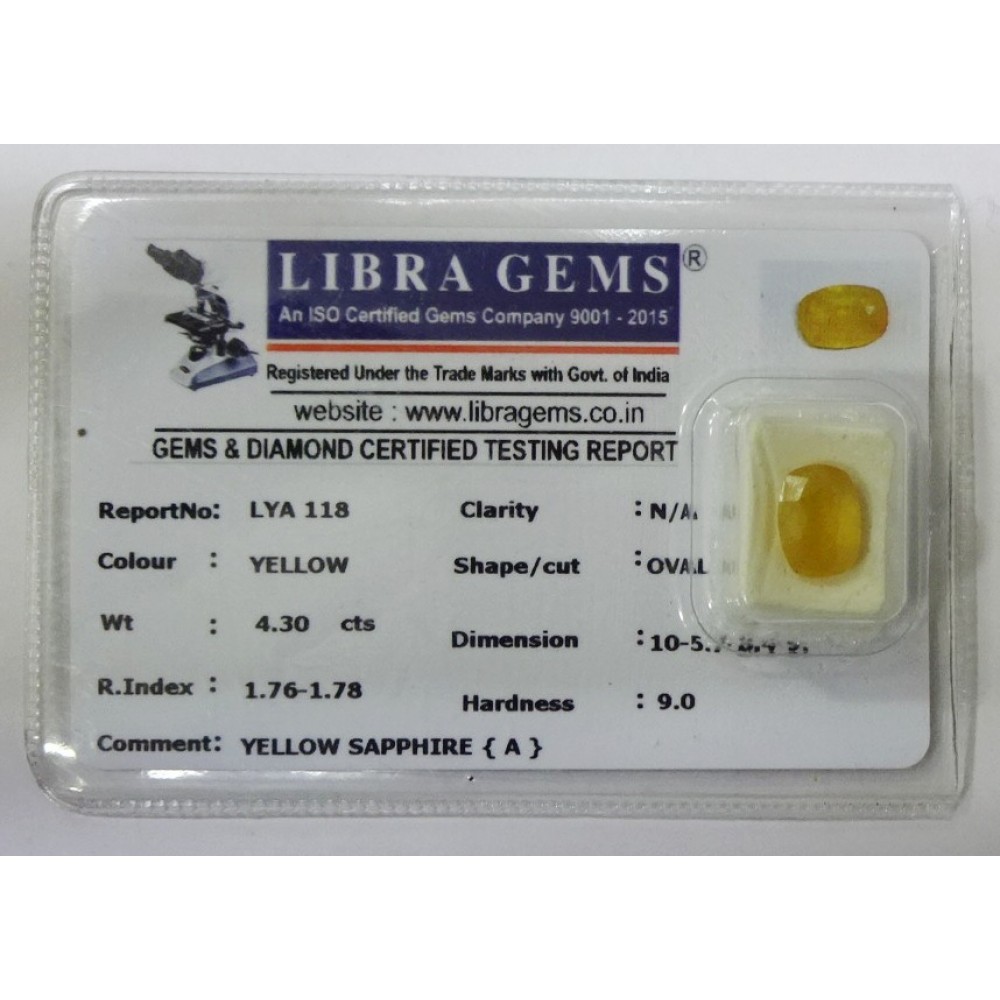 LIBRA GEMS ®
An ISO Certified Gems Company 9001 - 2015
Registered Under the Trade Marks with Govt. of India
website : www.libragems.co.in
GEMS & DIAMOND CERTIFIED TESTING REPORT
ReportNo: LYA 118 Clarity : N/A
Colour : YELLOW Shape/cut : OVAL
Wt : 4.30 cts Dimension :
R.Index : 1.76-1.78 Hardness : 9.0
Comment: YELLOW SAPPHIRE { A }